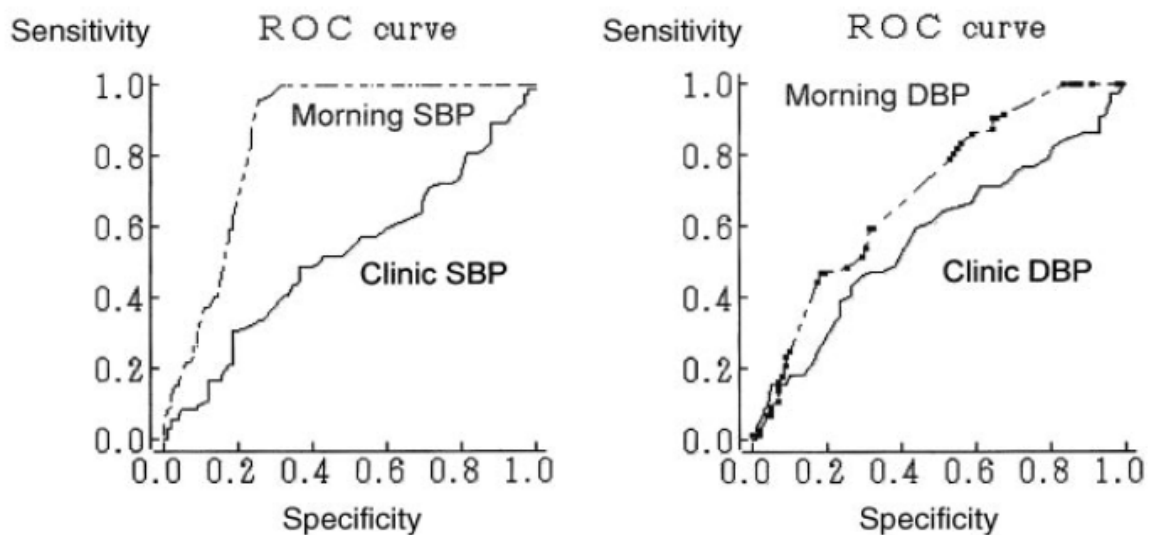 Sensitivity ROC curve
1.0
Morning SBP
0.8
0.6
Clinic SBP
0.4
0.2
0.0
0.0 0.2 0.4 0.6 0.8 1.0
Specificity
Sensitivity ROC curve
1.0
Morning DBP
0.8
0.6
Clinic DBP
0.4
0.2
0.0
0.0 0.2 0.4 0.6 0.8 1.0
Specificity